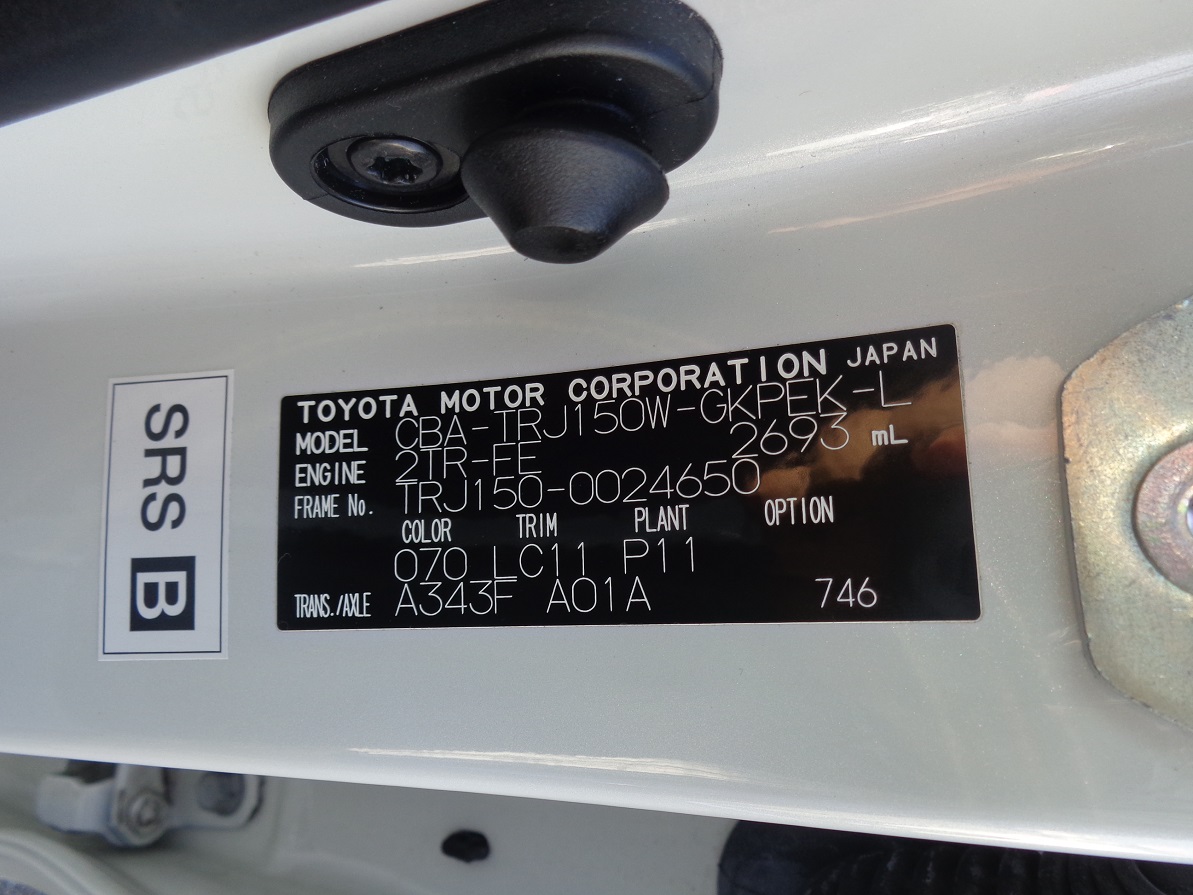 TOYOTA MOTOR CORPORATION JAPAN
MODEL CBA-TRJ150W-GKPEK-L
ENGINE 2TR-FE 2693 mL
FRAME No. TRJ150-0024650
COLOR TRIM PLANT OPTION
070 LC11 P11
TRANS./AXLE A343F A01A 746
SRS B